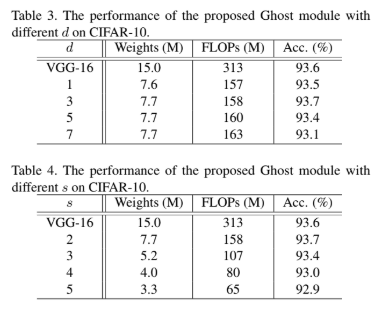 Table 3. The performance of the proposed Ghost module with
different d on CIFAR-10.
d Weights (M) FLOPs (M) Acc. (%)
VGG-16 15.0 313 93.6
1 7.6 157 93.5
3 7.7 158 93.7
5 7.7 160 93.4
7 7.7 163 93.1
Table 4. The performance of the proposed Ghost module with
different s on CIFAR-10.
s Weights (M) FLOPs (M) Acc. (%)
VGG-16 15.0 313 93.6
2 7.7 158 93.7
3 5.2 107 93.4
4 4.0 80 93.0
5 3.3 65 92.9